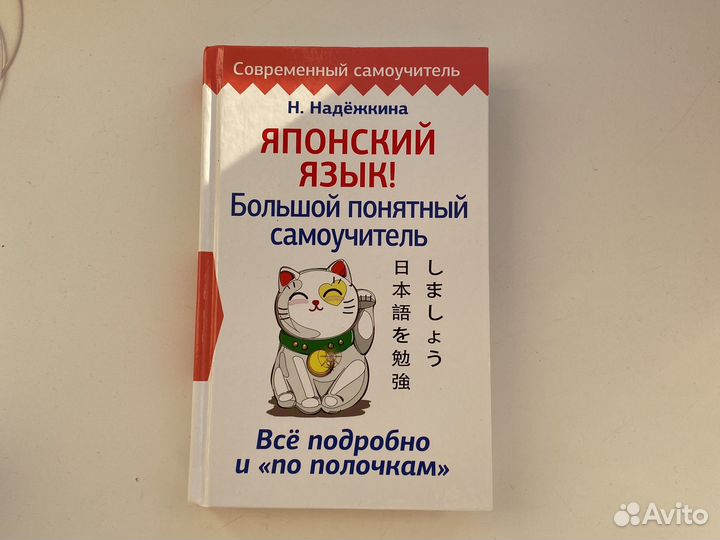 Современный самоучитель
Н. Надёжкина
ЯПОНСКИЙ
ЯЗЫК!
Большой понятный
самоучитель
日本語を勉強
しましょう
Всё подробно
и «по полочкам»
Avito